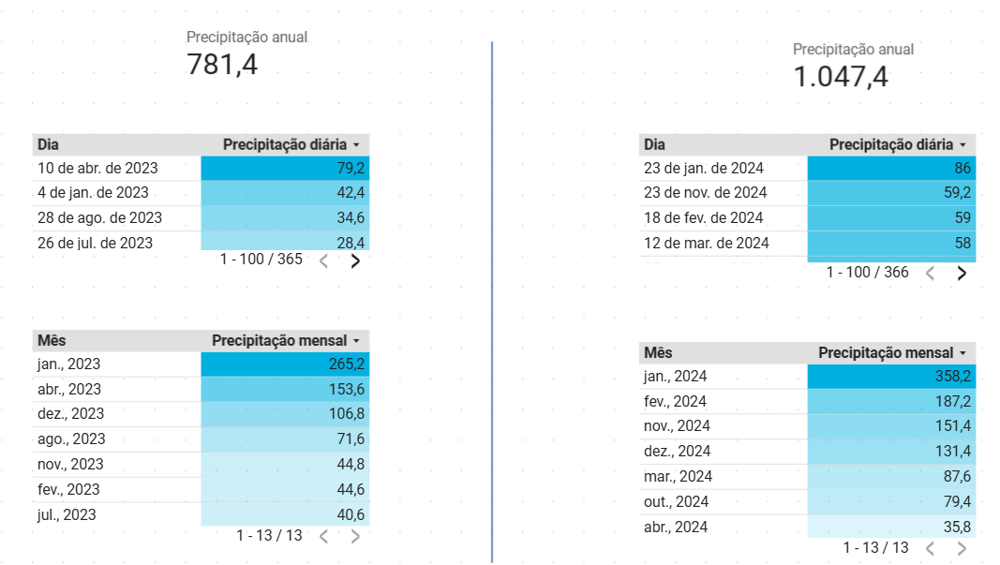 Precipitação anual
781,4
Dia Precipitação diária
10 de abr. de 2023 79,2
4 de jan. de 2023 42,4
28 de ago. de 2023 34,6
26 de jul. de 2023 28,4
1 - 100 / 365 < >
Mês Precipitação mensal
jan., 2023 265,2
abr., 2023 153,6
dez., 2023 106,8
ago., 2023 71,6
nov., 2023 44,8
fev., 2023 44,6
jul., 2023 40,6
1 - 13 / 13 < >
Precipitação anual
1.047,4
Dia Precipitação diária
23 de jan. de 2024 86
23 de nov. de 2024 59,2
18 de fev. de 2024 59
12 de mar. de 2024 58
1 - 100 / 366 < >
Mês Precipitação mensal
jan., 2024 358,2
fev., 2024 187,2
nov., 2024 151,4
dez., 2024 131,4
mar., 2024 87,6
out., 2024 79,4
abr., 2024 35,8
1 - 13 / 13 < >